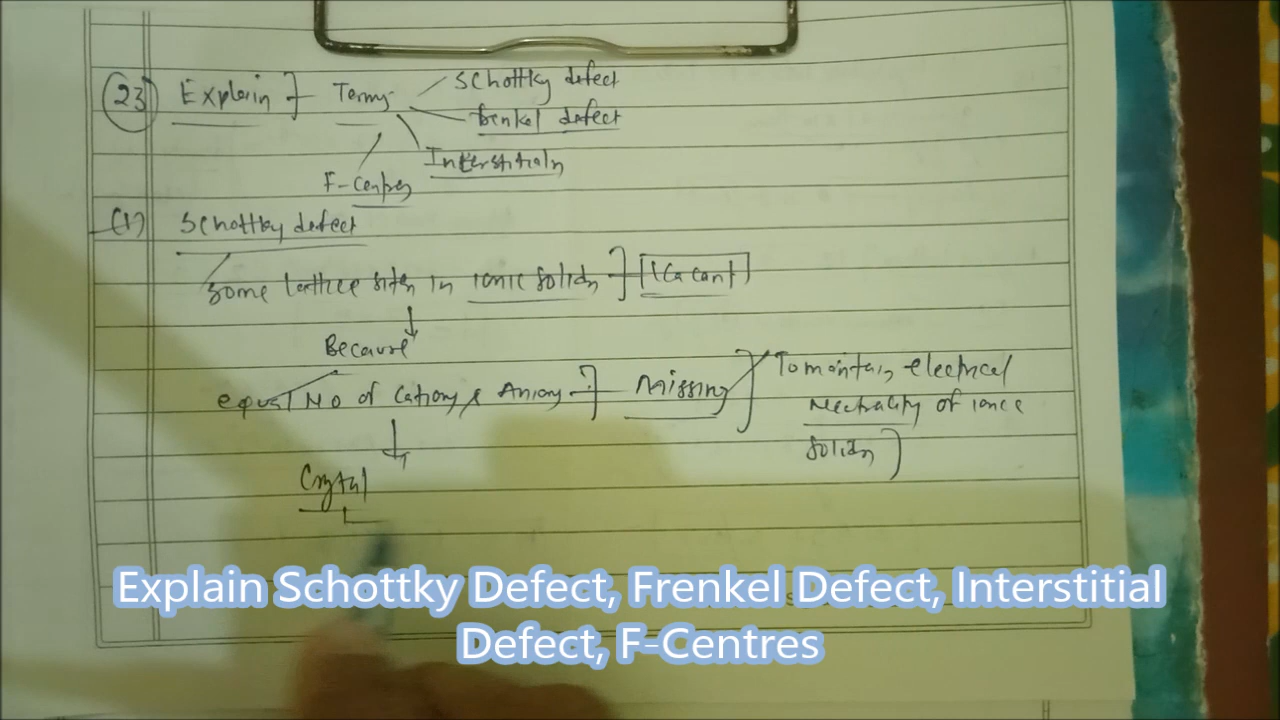 23 Explain Terms Schottky defect
frenkel defect
Interstitials
F-Centres
(1) Schottky defect
Some lattice sites in ionic solids Vacant
Because
equal No of Cations & Anions Missing To maintain electrical
Neutrality of ionic
Solids
Crystal
Explain Schottky Defect, Frenkel Defect, Interstitial
Defect, F-Centres